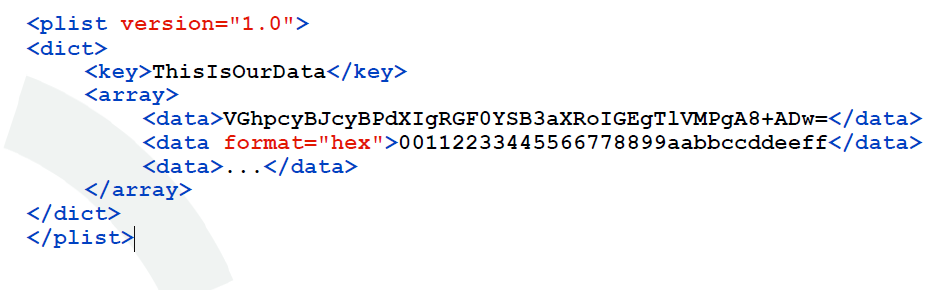 <plist version="1.0">
<dict>
<key>ThisIsOurData</key>
<array>
<data>VGhpcyBJcyBPdXIgRGF0YSB3aXRoIGEgTlVMPgA8+ADw=</data>
<data format="hex">00112233445566778899aabbccddeeff</data>
<data>...</data>
</array>
</dict>
</plist>